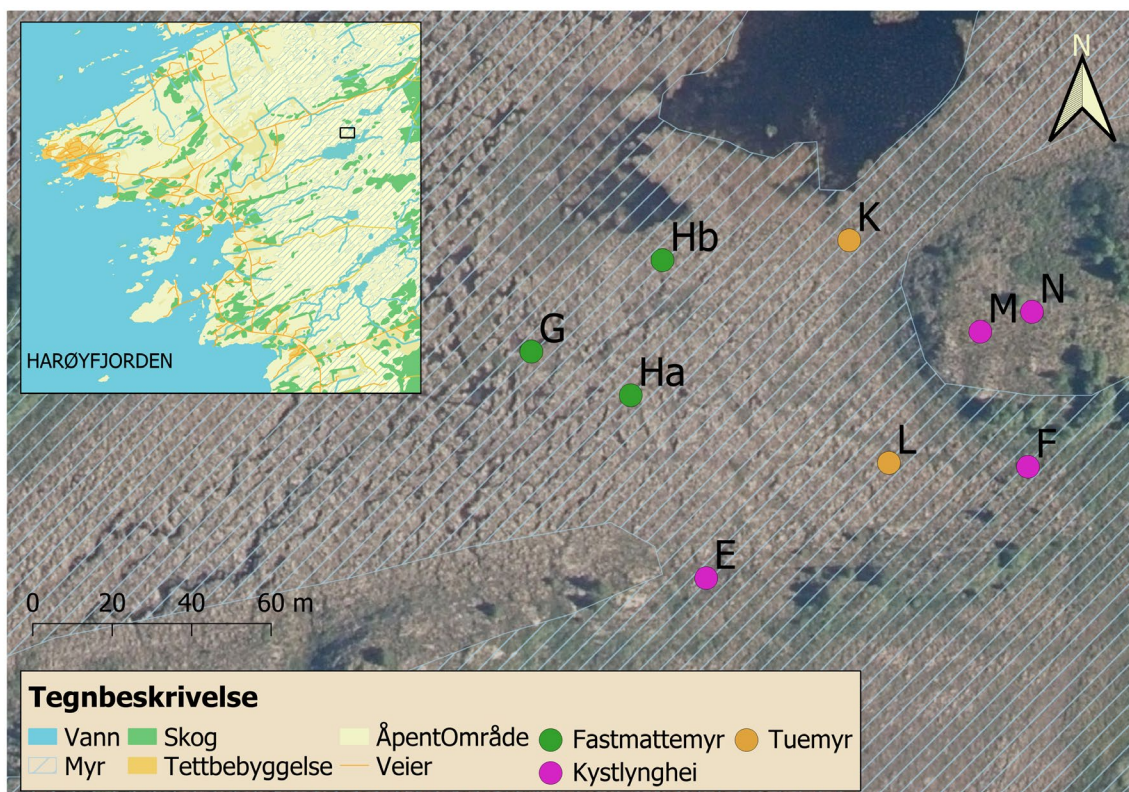 N
HARØYFJORDEN
K
Hb
N
M
G
Ha
L
F
E
0 20 40 60 m
Tegnbeskrivelse
Vann Skog ÅpentOmråde Fastmattemyr Tuemyr
Myr Tettbebyggelse Veier Kystlynghei